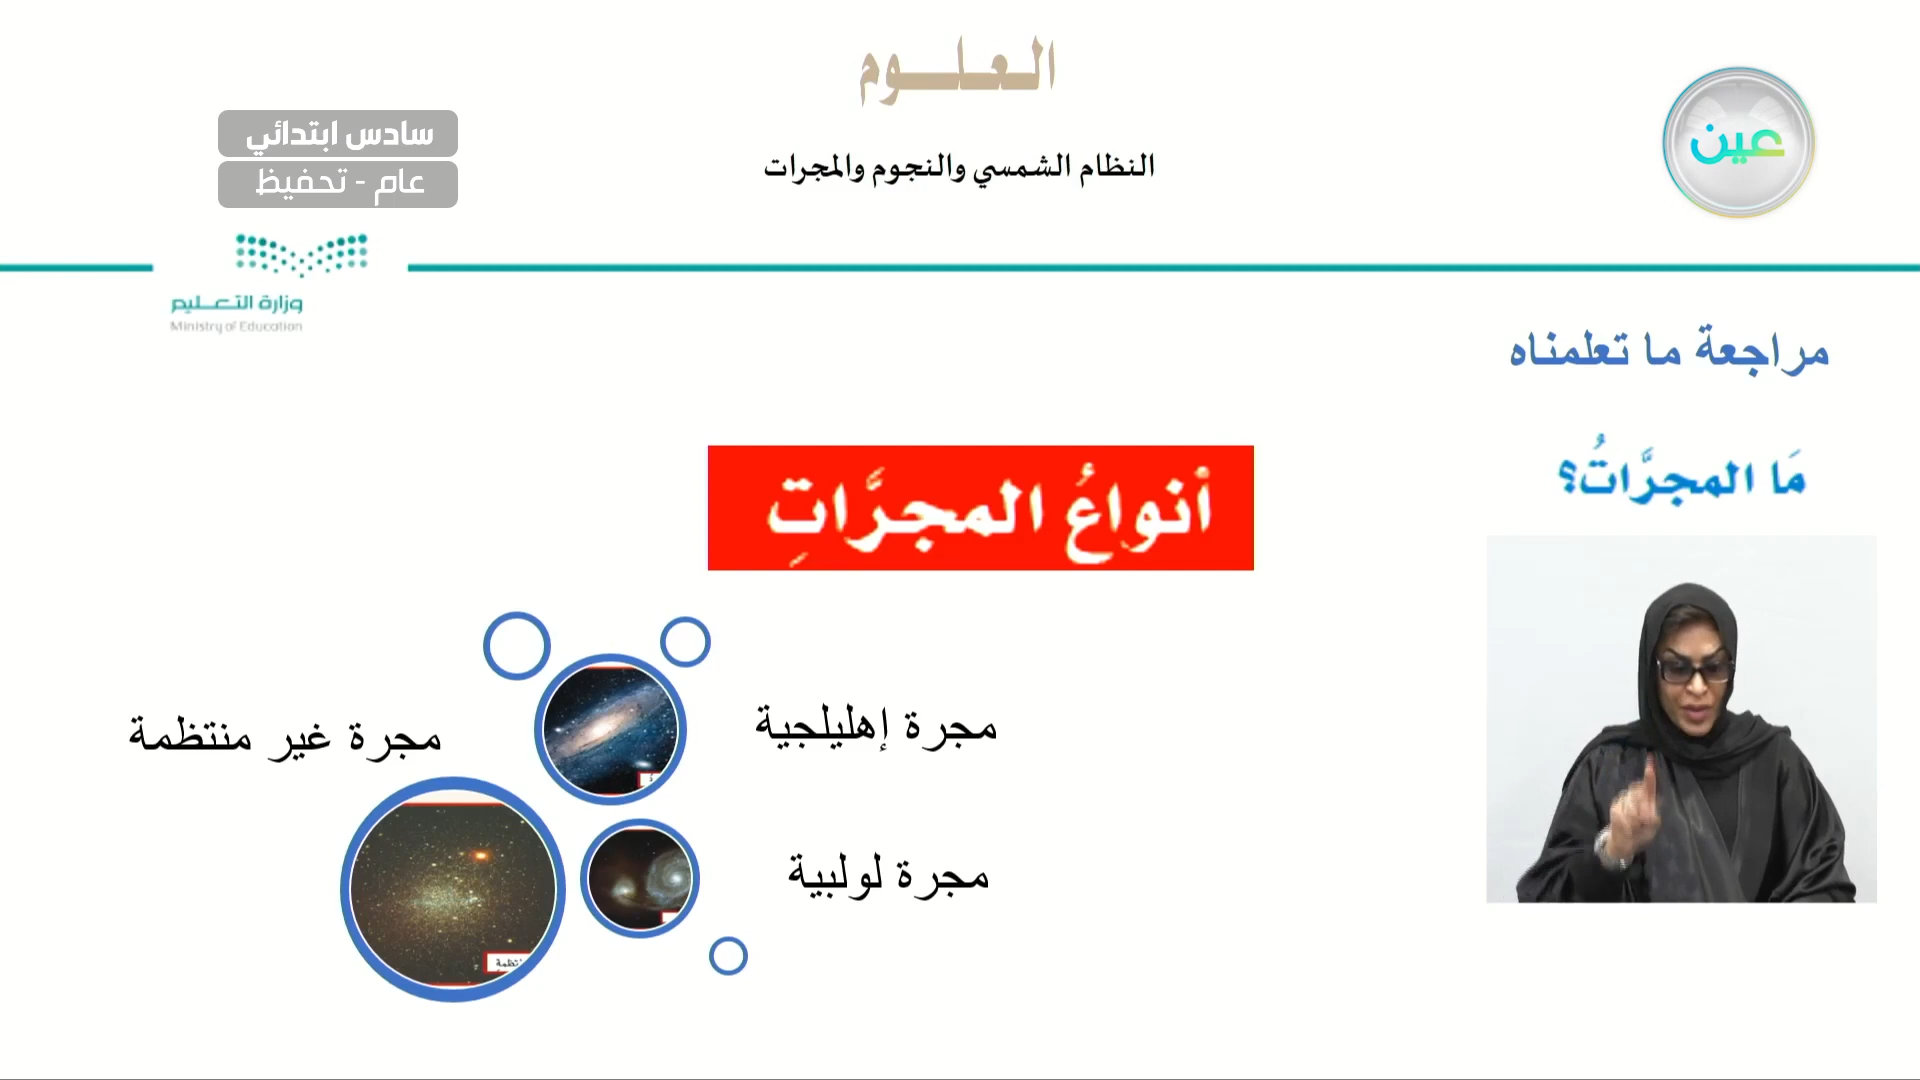 العلوم
النظام الشمسي والنجوم والمجرات
سادس ابتدائي
عام - تحفيظ
عين
وزارة التعليم
Ministry of Education
مراجعة ما تعلمناه
مَا المجرَّاتُ؟
أنواعُ المجرَّاتِ
مجرة إهليلجية
مجرة غير منتظمة
مجرة لولبية